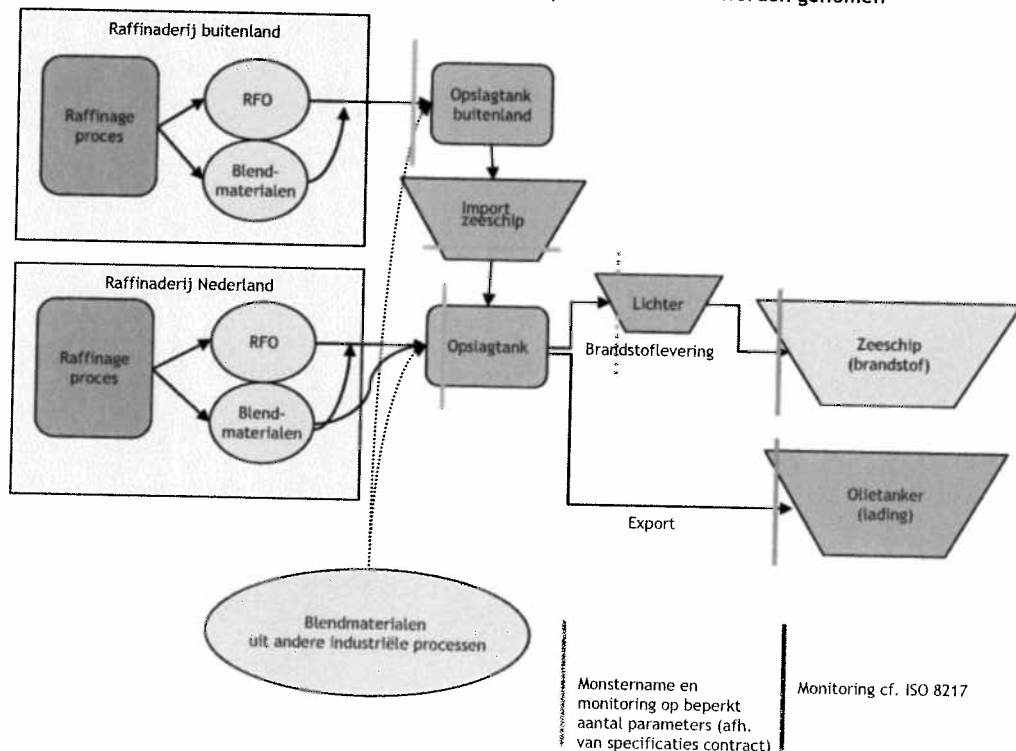 worden genomen
Raffinaderij buitenland
Raffinage
proces
RFO
Blend-
materialen
Opslagtank
buitenland
Import
zeeschip
Raffinaderij Nederland
Raffinage
proces
RFO
Blend-
materialen
Opslagtank
Lichter
Brandstoflevering
Zeeschip
(brandstof)
Olietanker
(lading)
Export
Blendmaterialen
uit andere industriële processen
Monstername en
monitoring op beperkt
aantal parameters (afh.
van specificaties contract)
Monitoring cf. ISO 8217